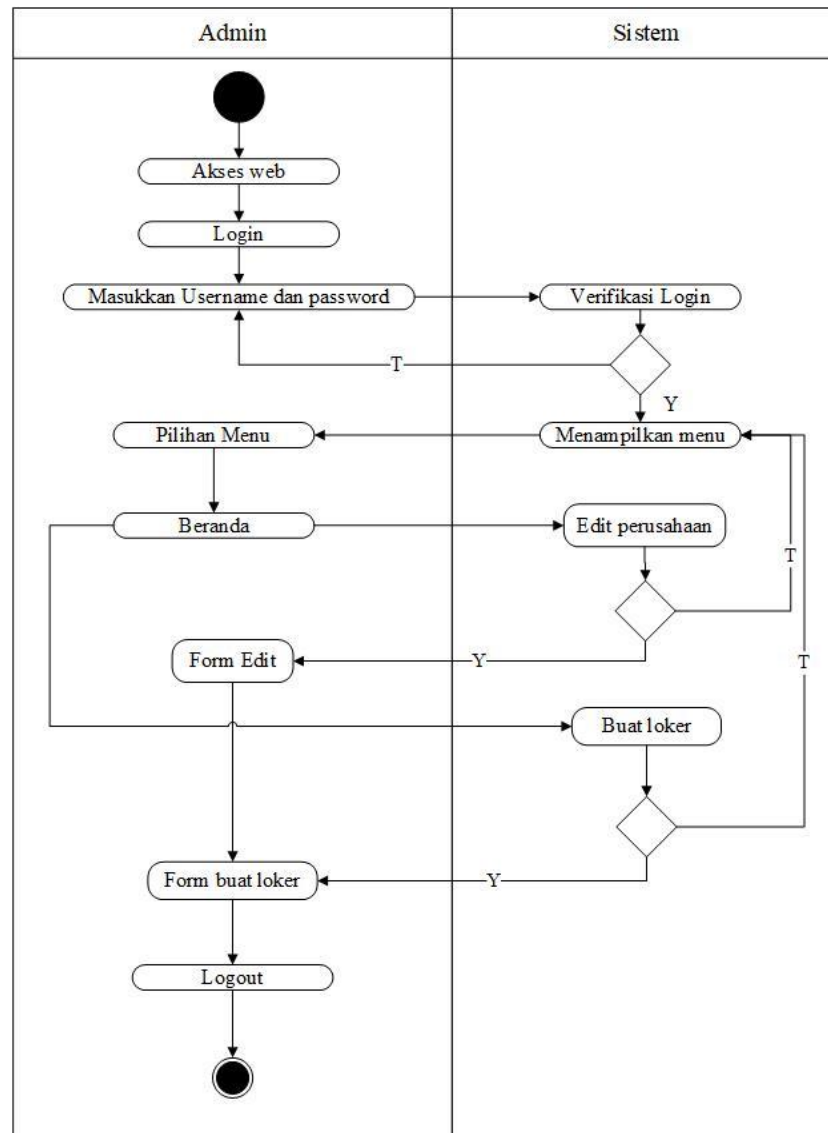 Admin
Sistem
Akses web
Login
Masukkan Username dan password
Verifikasi Login
T
Y
Pilihan Menu
Menampilkan menu
Beranda
Edit perusahaan
T
Form Edit
Y
T
Buat loker
Form buat loker
Y
Logout